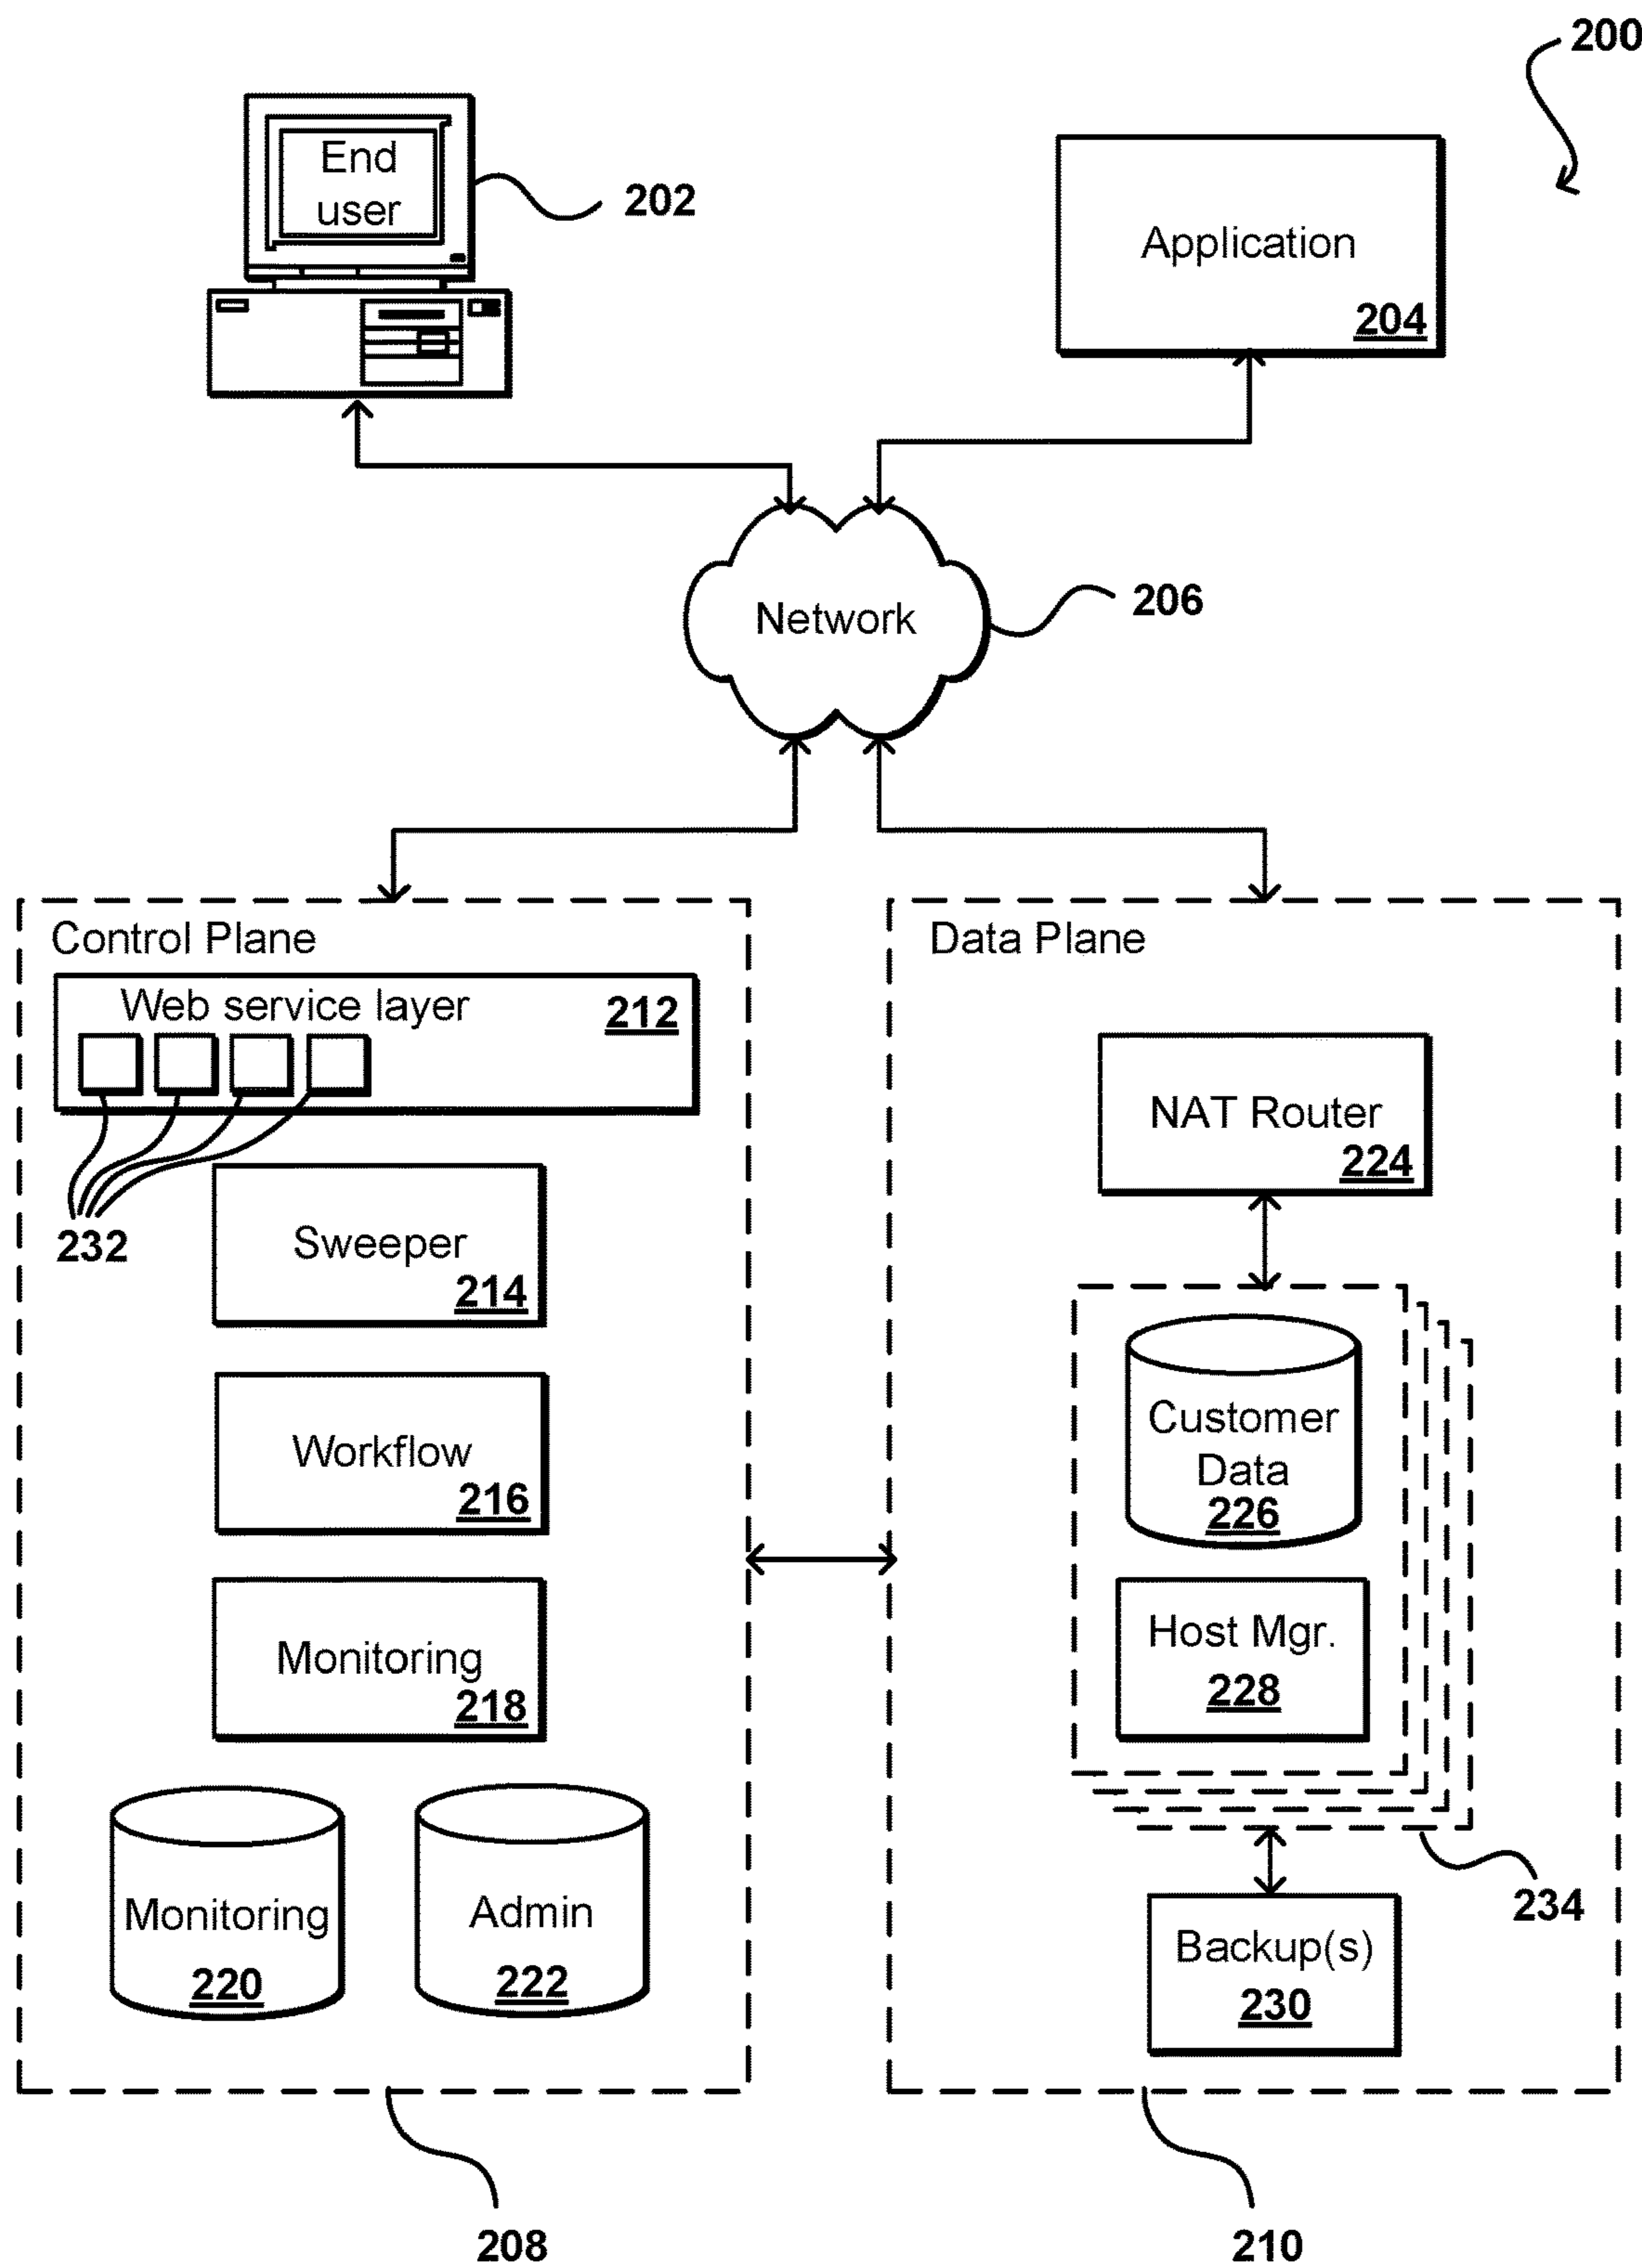 200
End
user
202
Application
204
Network
206
Control Plane
Web service layer
212
232
Sweeper
214
Workflow
216
Monitoring
218
Monitoring
220
Admin
222
208
Data Plane
NAT Router
224
Customer
Data
226
Host Mgr.
228
234
Backup(s)
230
210